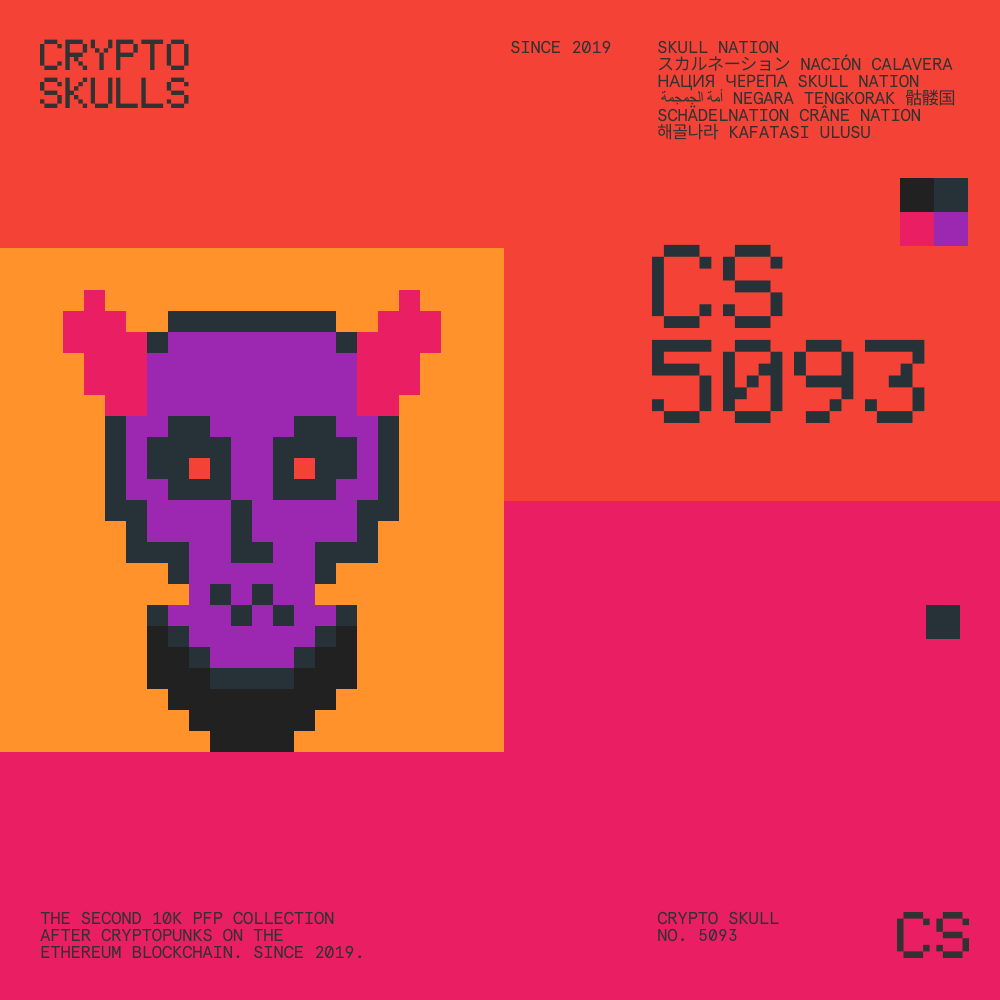 CRYPTO
SKULLS
SINCE 2019
SKULL NATION
スカルネーション NACIÓN CALAVERA
НАЦИЯ ЧЕРЕПА SKULL NATION
أمة الجمجمة NEGARA TENGKORAK 骷髅国
SCHÄDELNATION CRÂNE NATION
해골나라 KAFATASI ULUSU
CS
5093
THE SECOND 10K PFP COLLECTION
AFTER CRYPTOPUNKS ON THE
ETHEREUM BLOCKCHAIN. SINCE 2019.
CRYPTO SKULL
NO. 5093
CS